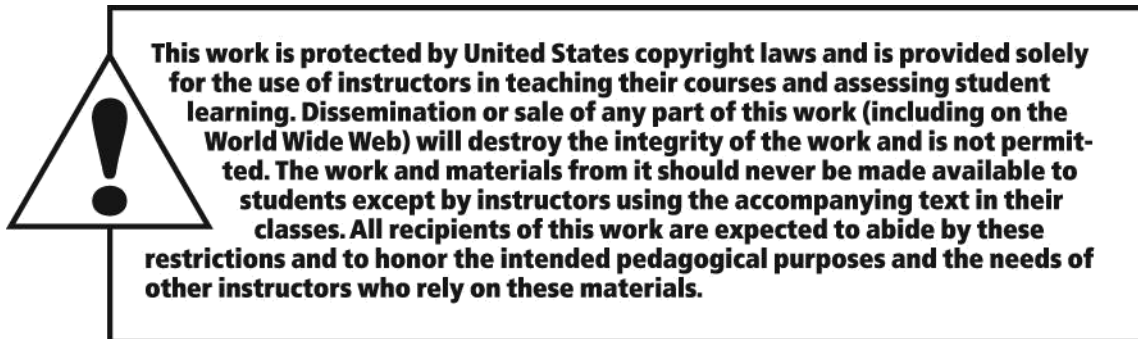 This work is protected by United States copyright laws and is provided solely
for the use of instructors in teaching their courses and assessing student
learning. Dissemination or sale of any part of this work (including on the
World Wide Web) will destroy the integrity of the work and is not permit-
ted. The work and materials from it should never be made available to
students except by instructors using the accompanying text in their
classes. All recipients of this work are expected to abide by these
restrictions and to honor the intended pedagogical purposes and the needs of
other instructors who rely on these materials.